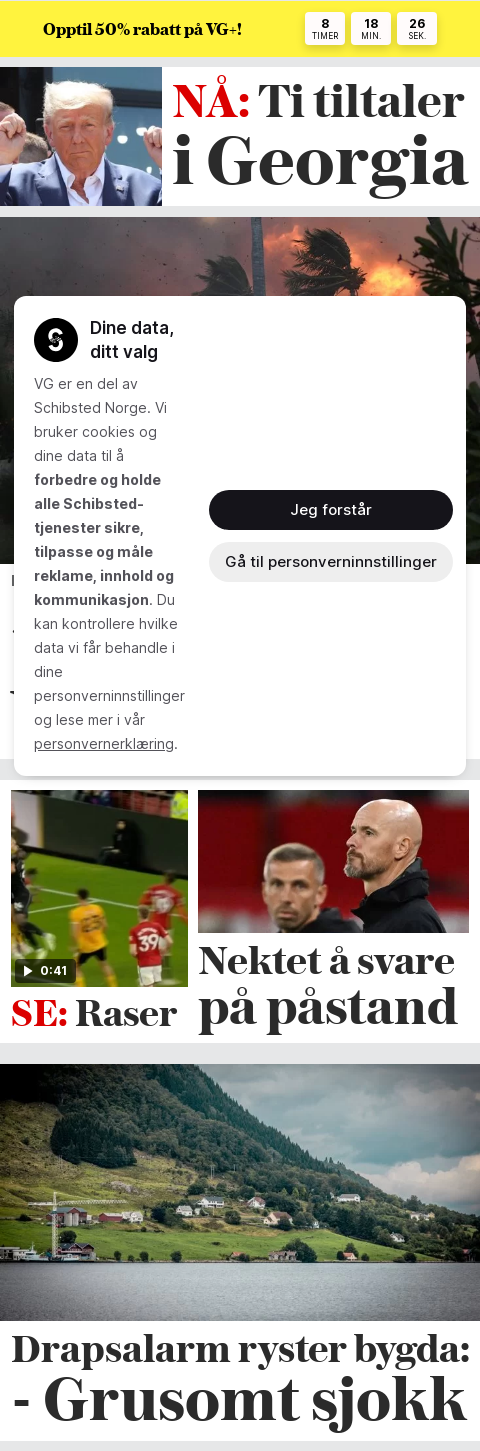 Opptil 50% rabatt på VG+!
8 18 26
TIMER MIN. SEK.
NÅ: Ti tiltaler
i Georgia
Dine data,
ditt valg
VG er en del av
Schibsted Norge. Vi
bruker cookies og
dine data til å
forbedre og holde
alle Schibsted-
tjenester sikre,
tilpasse og måle
reklame, innhold og
kommunikasjon. Du
kan kontrollere hvilke
data vi får behandle i
dine
personverninnstillinger
og lese mer i vår
personvernerklæring.
Jeg forstår
Gå til personverninnstillinger
39
0:41
SE: Raser
Nektet å svare
på påstand
Drapsalarm ryster bygda:
- Grusomt sjokk